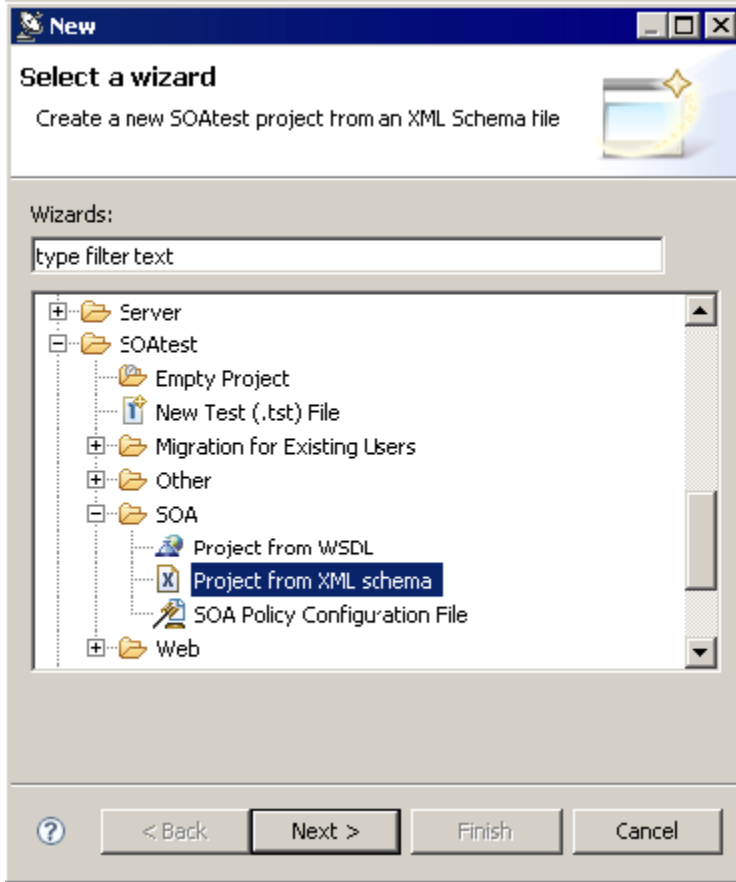 New
Select a wizard
Create a new SOAtest project from an XML Schema file
Wizards:
type filter text
Server
SOAtest
Empty Project
New Test (.tst) File
Migration for Existing Users
Other
SOA
Project from WSDL
Project from XML schema
SOA Policy Configuration File
Web
< Back Next > Finish Cancel